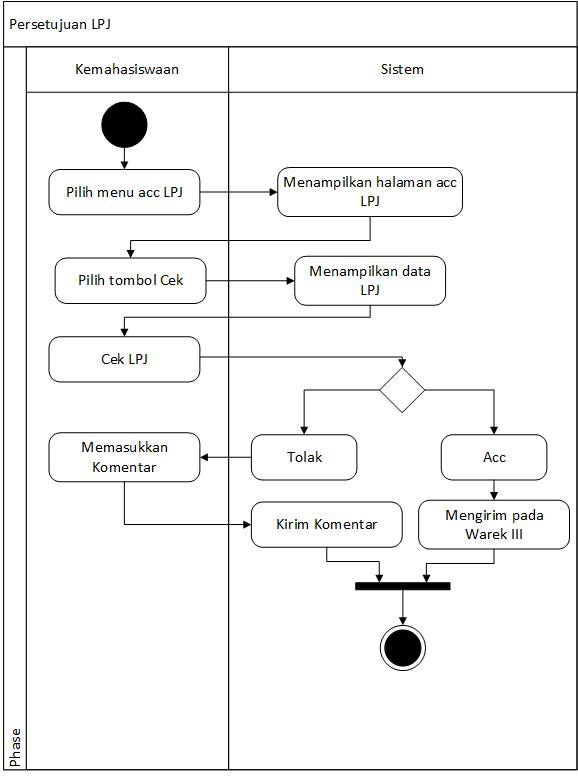 Persetujuan LPJ
Kemahasiswaan
Sistem
Pilih menu acc LPJ
Menampilkan halaman acc
LPJ
Pilih tombol Cek
Menampilkan data
LPJ
Cek LPJ
Memasukkan
Komentar
Tolak
Acc
Kirim Komentar
Mengirim pada
Warek III
Phase